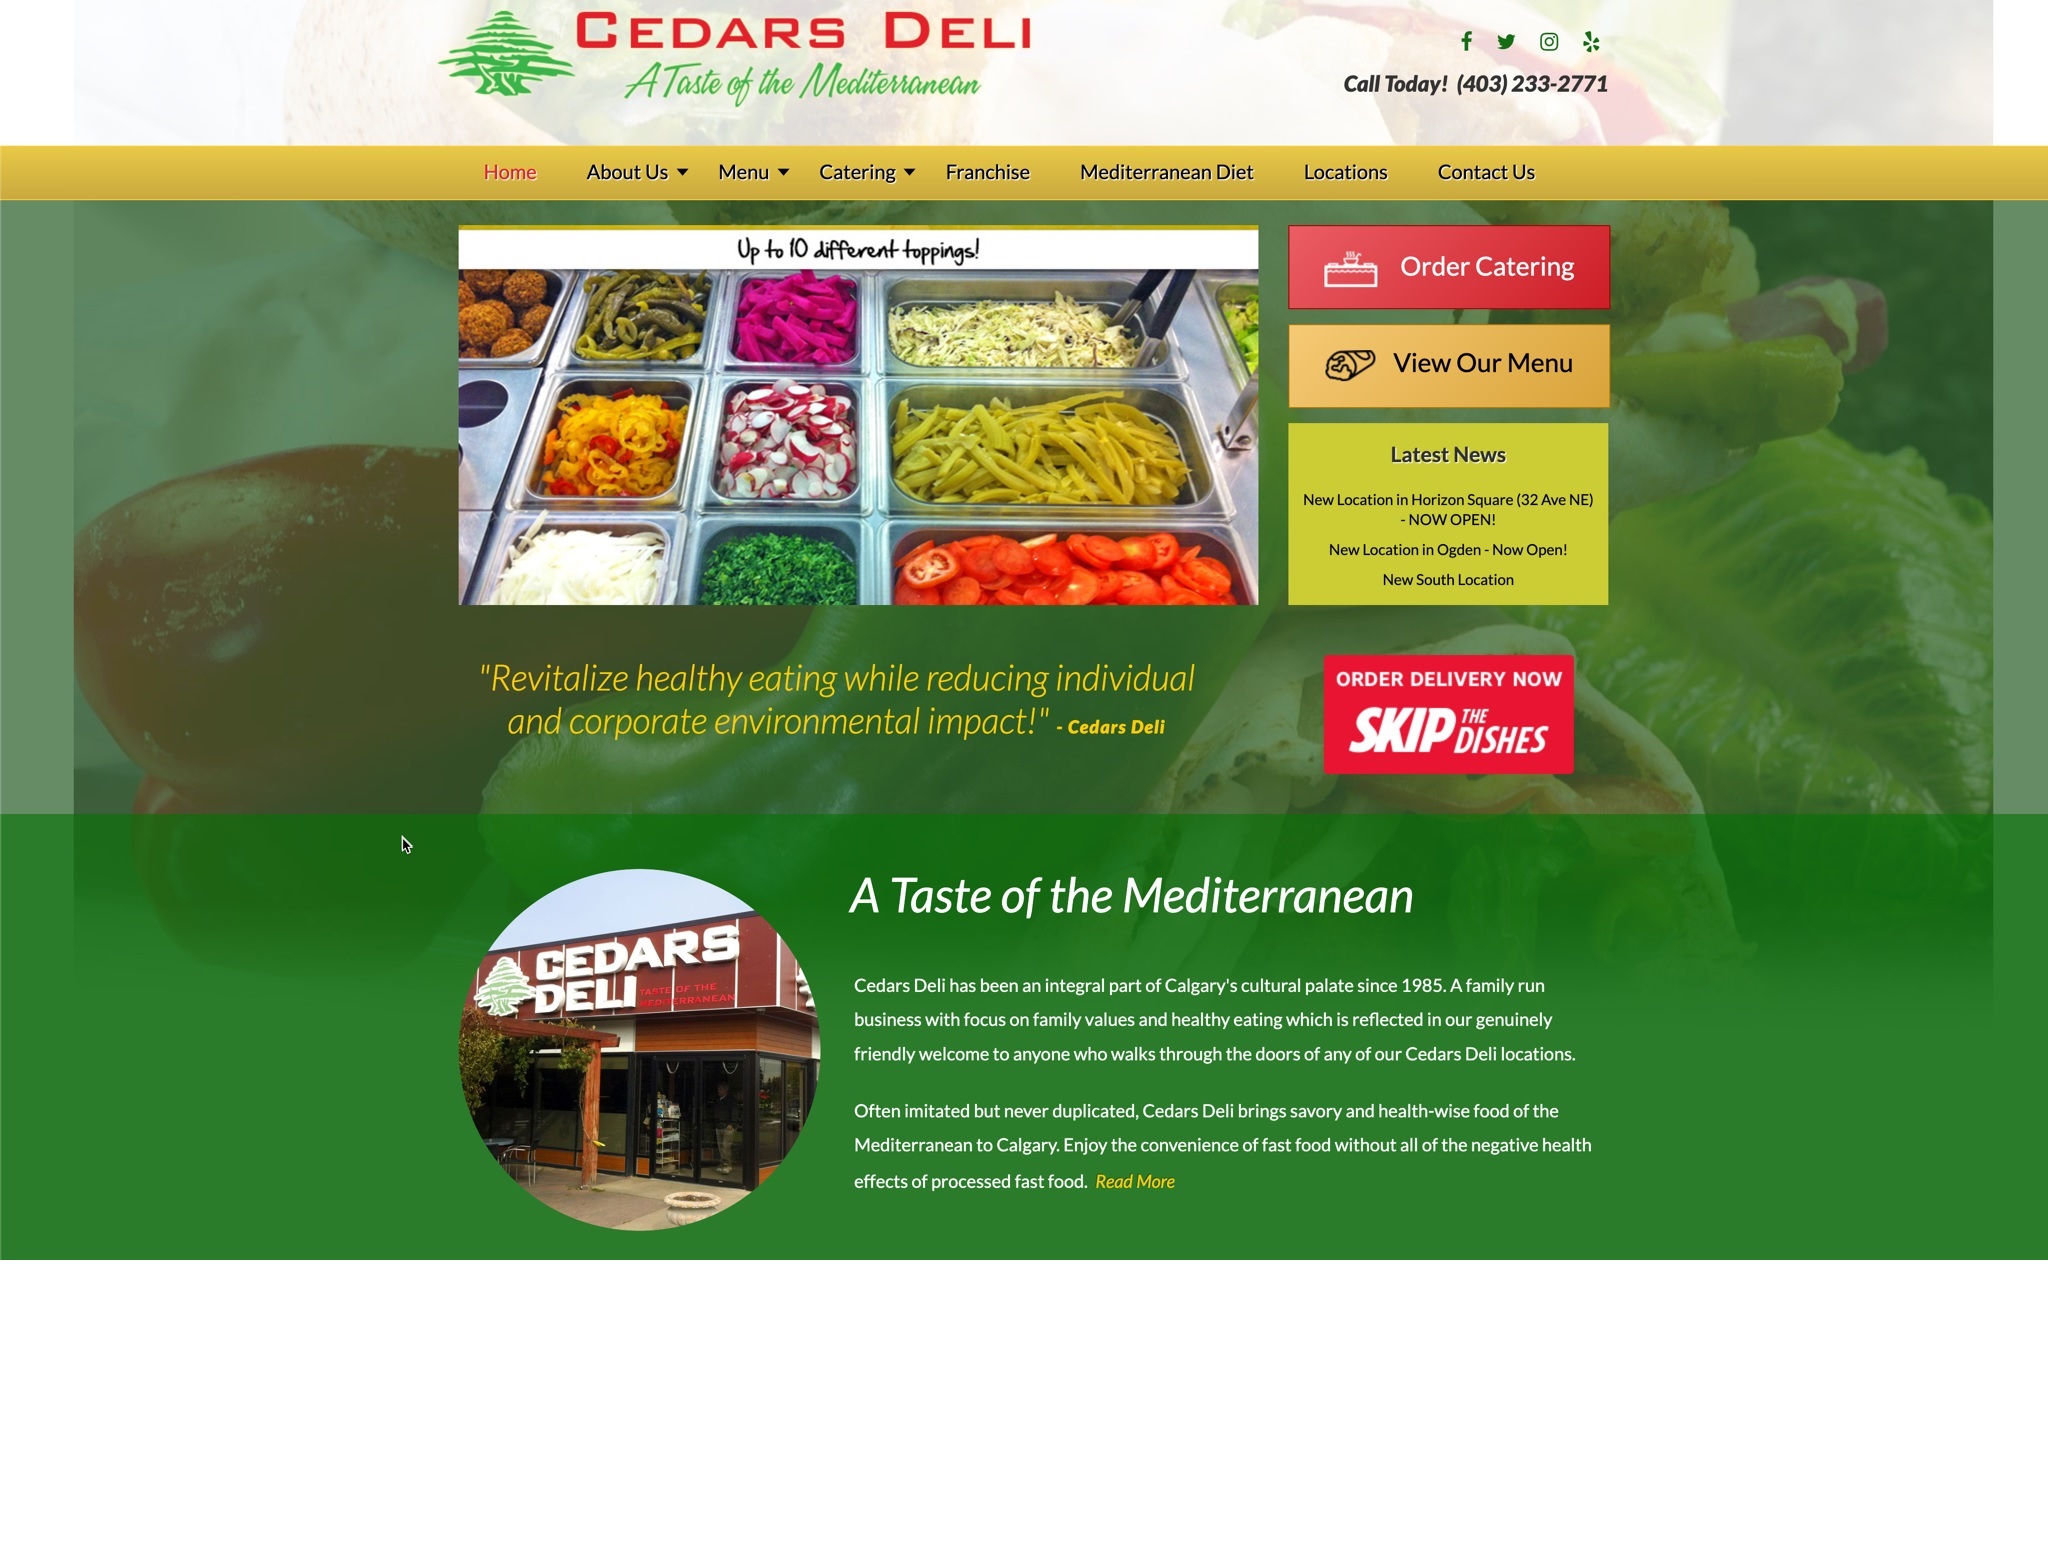 CEDARS DELI
A Taste of the Mediterranean
Call Today! (403) 233-2771
Home About Us Menu Catering Franchise Mediterranean Diet Locations Contact Us
Up to 10 different toppings!
Order Catering
View Our Menu
Latest News
New Location in Horizon Square (32 Ave NE)
- NOW OPEN!
New Location in Ogden - Now Open!
New South Location
"Revitalize healthy eating while reducing individual
and corporate environmental impact!" - Cedars Deli
ORDER DELIVERY NOW
SKIP THE DISHES
CEDARS
DELI
TASTE OF THE
MEDITERRANEAN
A Taste of the Mediterranean
Cedars Deli has been an integral part of Calgary's cultural palate since 1985. A family run
business with focus on family values and healthy eating which is reflected in our genuinely
friendly welcome to anyone who walks through the doors of any of our Cedars Deli locations.
Often imitated but never duplicated, Cedars Deli brings savory and health-wise food of the
Mediterranean to Calgary. Enjoy the convenience of fast food without all of the negative health
effects of processed fast food. Read More